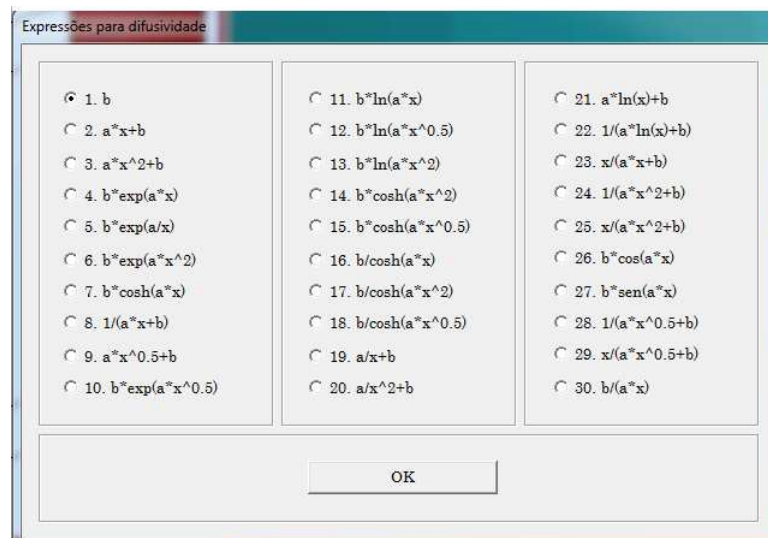 Expressões para difusividade
1. b
2. a*x+b
3. a*x^2+b
4. b*exp(a*x)
5. b*exp(a/x)
6. b*exp(a*x^2)
7. b*cosh(a*x)
8. 1/(a*x+b)
9. a*x^0.5+b
10. b*exp(a*x^0.5)
11. b*ln(a*x)
12. b*ln(a*x^0.5)
13. b*ln(a*x^2)
14. b*cosh(a*x^2)
15. b*cosh(a*x^0.5)
16. b/cosh(a*x)
17. b/cosh(a*x^2)
18. b/cosh(a*x^0.5)
19. a/x+b
20. a/x^2+b
21. a*ln(x)+b
22. 1/(a*ln(x)+b)
23. x/(a*x+b)
24. 1/(a*x^2+b)
25. x/(a*x^2+b)
26. b*cos(a*x)
27. b*sen(a*x)
28. 1/(a*x^0.5+b)
29. x/(a*x^0.5+b)
30. b/(a*x)
OK